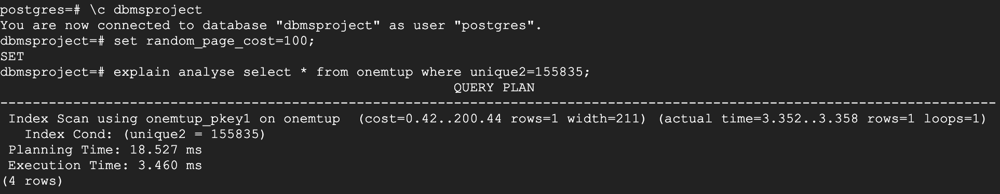 postgres=# \c dbmsproject
You are now connected to database "dbmsproject" as user "postgres".
dbmsproject=# set random_page_cost=100;
SET
dbmsproject=# explain analyse select * from onemtup where unique2=155835;
QUERY PLAN
---------------------------------------------------------------------------------------------------------------------------
Index Scan using onemtup_pkey1 on onemtup  (cost=0.42..200.44 rows=1 width=211) (actual time=3.352..3.358 rows=1 loops=1)
Index Cond: (unique2 = 155835)
Planning Time: 18.527 ms
Execution Time: 3.460 ms
(4 rows)